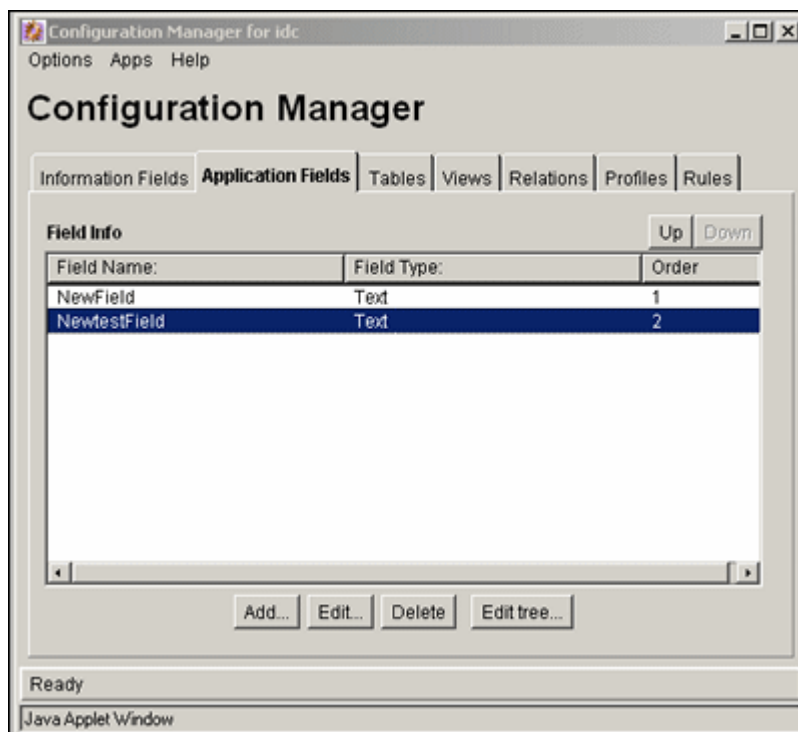 Configuration Manager for idc
Options Apps Help
Configuration Manager
Information Fields Application Fields Tables Views Relations Profiles Rules
Field Info Up Down
Field Name: Field Type: Order
NewField Text 1
NewtestField Text 2
Add... Edit... Delete Edit tree...
Ready
Java Applet Window